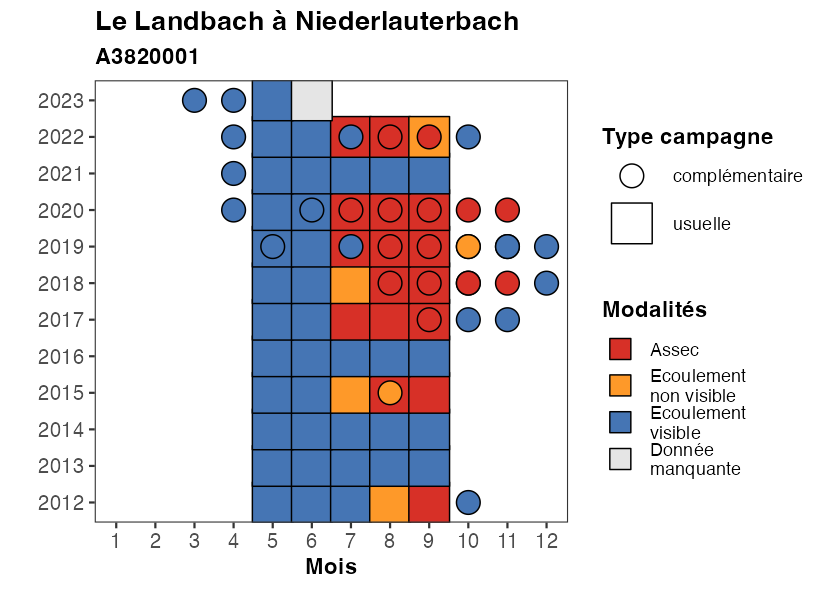 Le Landbach à Niederlauterbach
A3820001
2023
2022
2021
2020
2019
2018
2017
2016
2015
2014
2013
2012
1 2 3 4 5 6 7 8 9 10 11 12
Mois
Type campagne
complémentaire
usuelle
Modalités
Assec
Ecoulement
non visible
Ecoulement
visible
Donnée
manquante